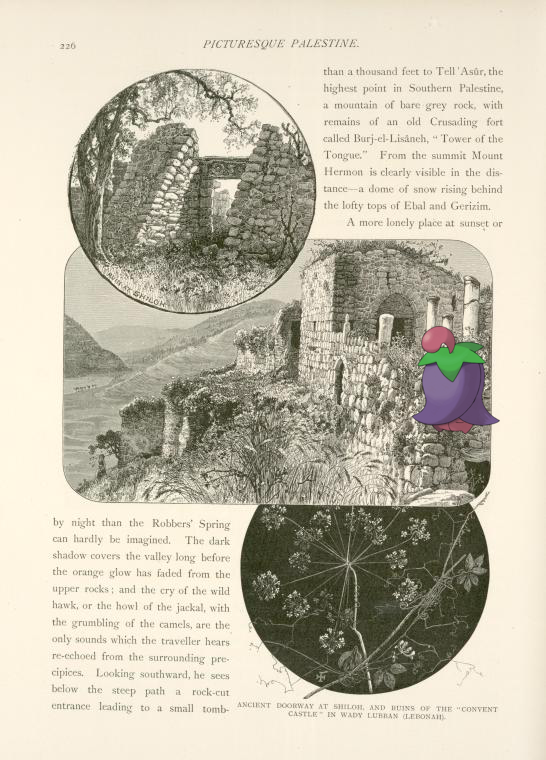 226
PICTURESQUE PALESTINE.
than a thousand feet to Tell 'Asûr, the
highest point in Southern Palestine,
a mountain of bare grey rock, with
remains of an old Crusading fort
called Burj-el-Lisâneh, “ Tower of the
Tongue.” From the summit Mount
Hermon is clearly visible in the dis-
tance—a dome of snow rising behind
the lofty tops of Ebal and Gerizim.
A more lonely place at sunset or
SHILOH
by night than the Robbers' Spring
can hardly be imagined. The dark
shadow covers the valley long before
the orange glow has faded from the
upper rocks ; and the cry of the wild
hawk, or the howl of the jackal, with
the grumbling of the camels, are the
only sounds which the traveller hears
re-echoed from the surrounding pre-
cipices. Looking southward, he sees
below the steep path a rock-cut
entrance leading to a small tomb-
ANCIENT DOORWAY AT SHILOH, AND RUINS OF THE “CONVENT
CASTLE” IN WADY LUBBAN (LEBONAH).